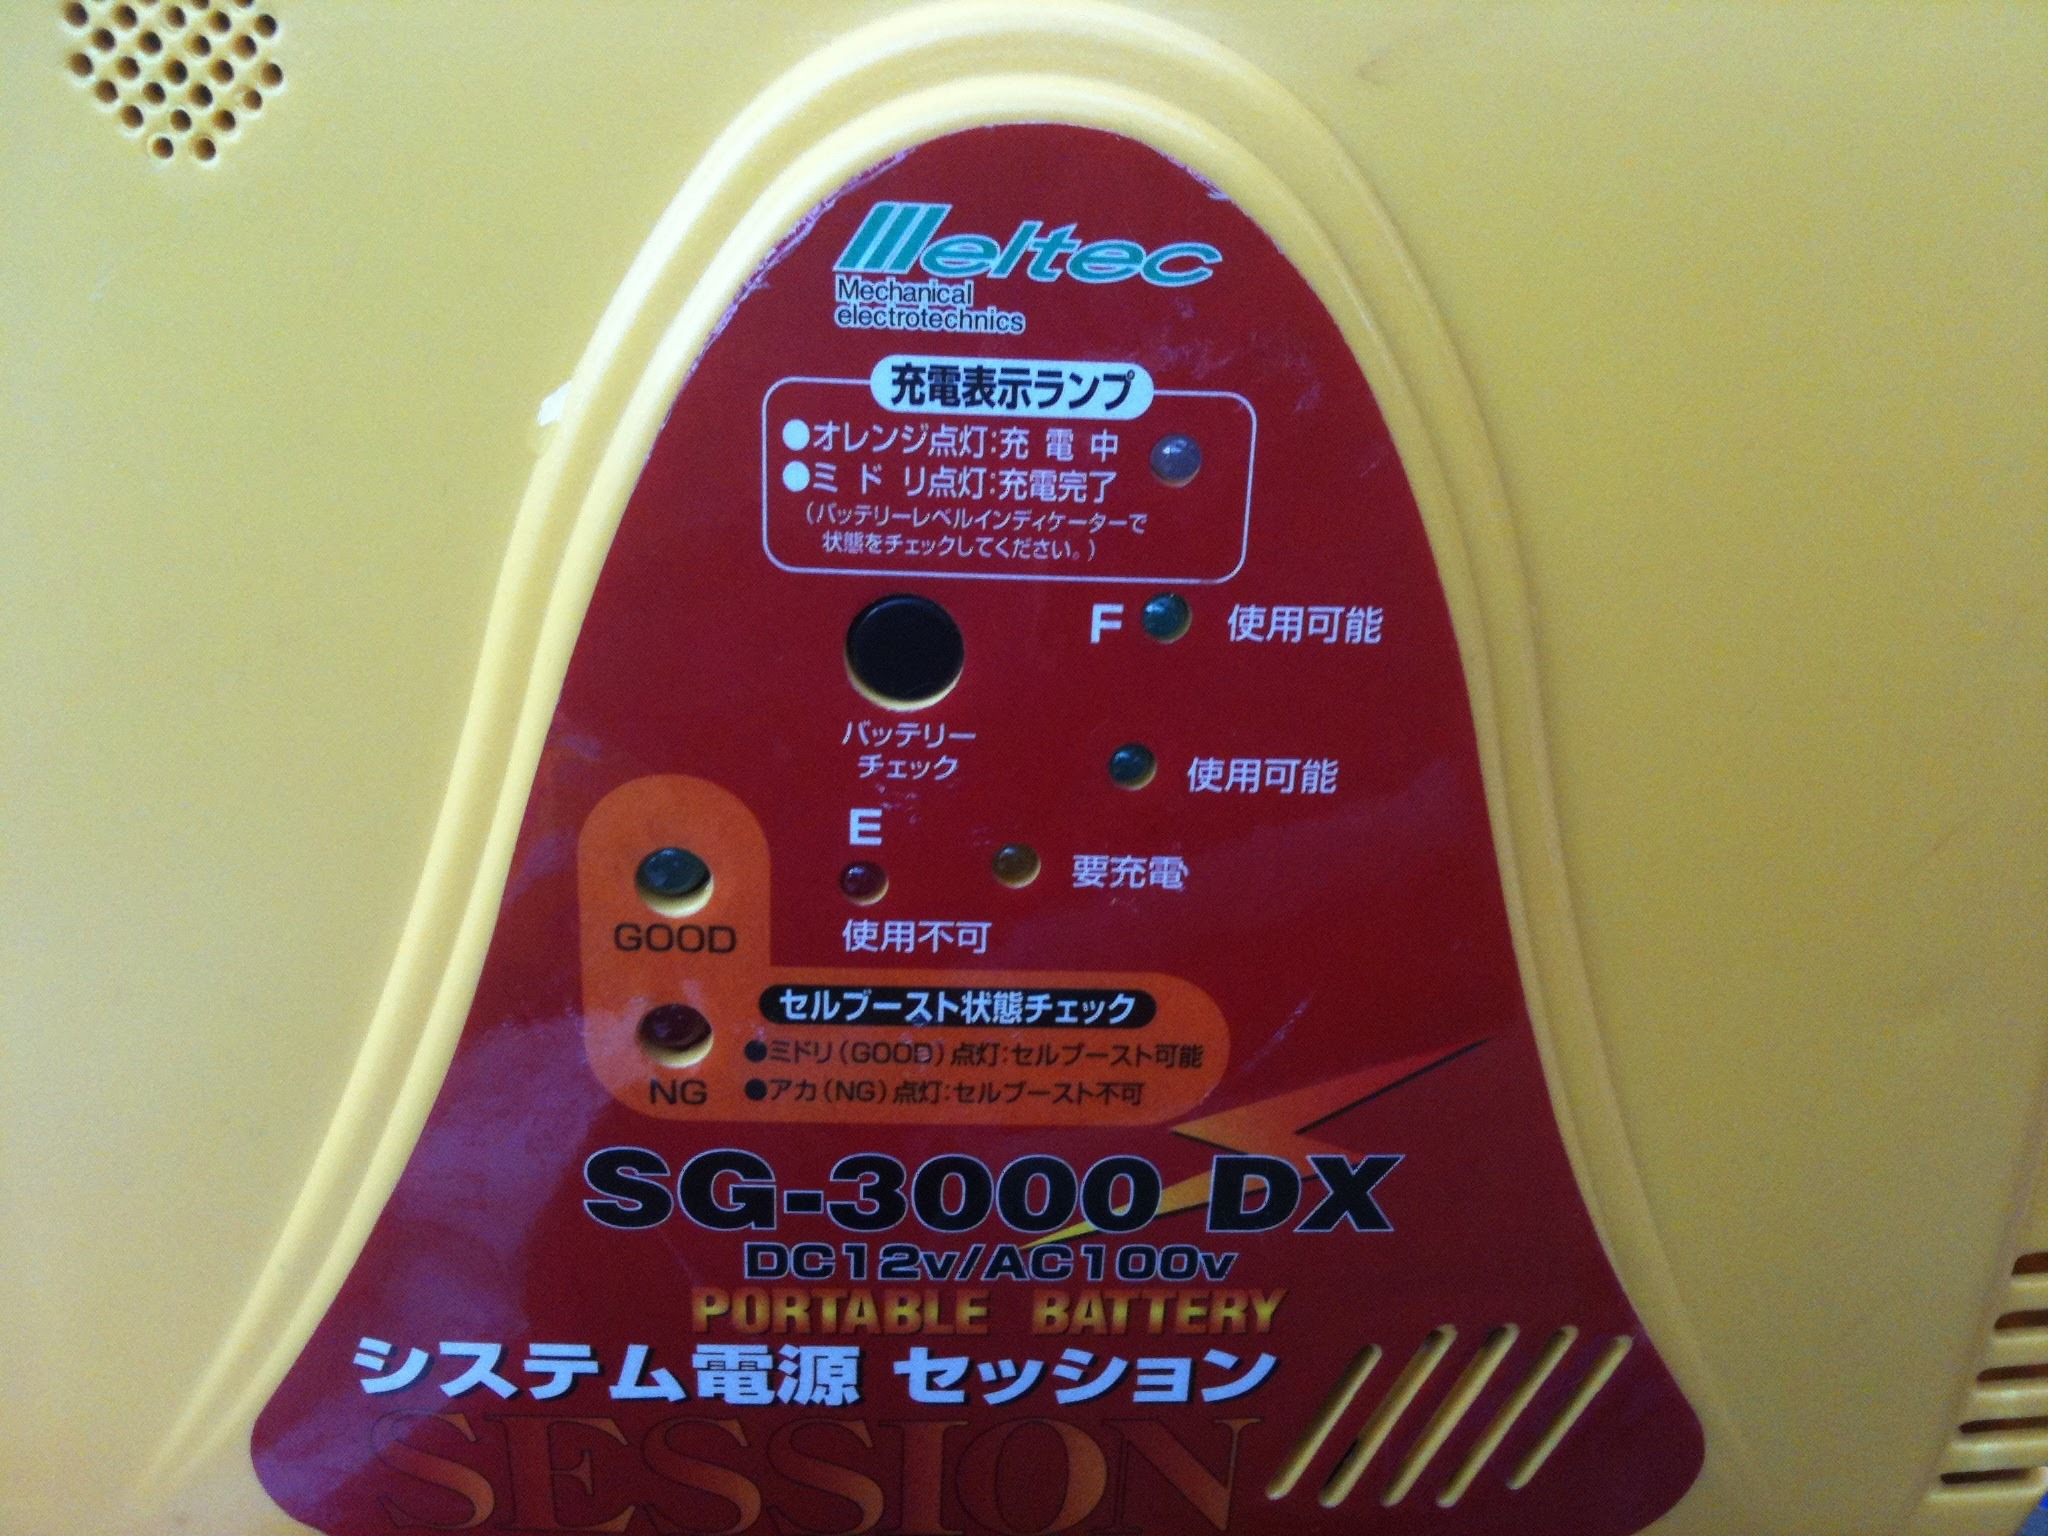 Meltec
Mechanical
electrotechnics
充電表示ランプ
●オレンジ点灯:充電中
●ミドリ点灯:充電完了
(バッテリーレベルインディケーターで
状態をチェックしてください。)
F 使用可能
バッテリー
チェック
使用可能
E
要充電
使用不可
GOOD
セルブースト状態チェック
●ミドリ(GOOD)点灯:セルブースト可能
NG
●アカ(NG)点灯:セルブースト不可
SG-3000 DX
DC12v/AC100v
PORTABLE BATTERY
システム電源 セッション
SESSION